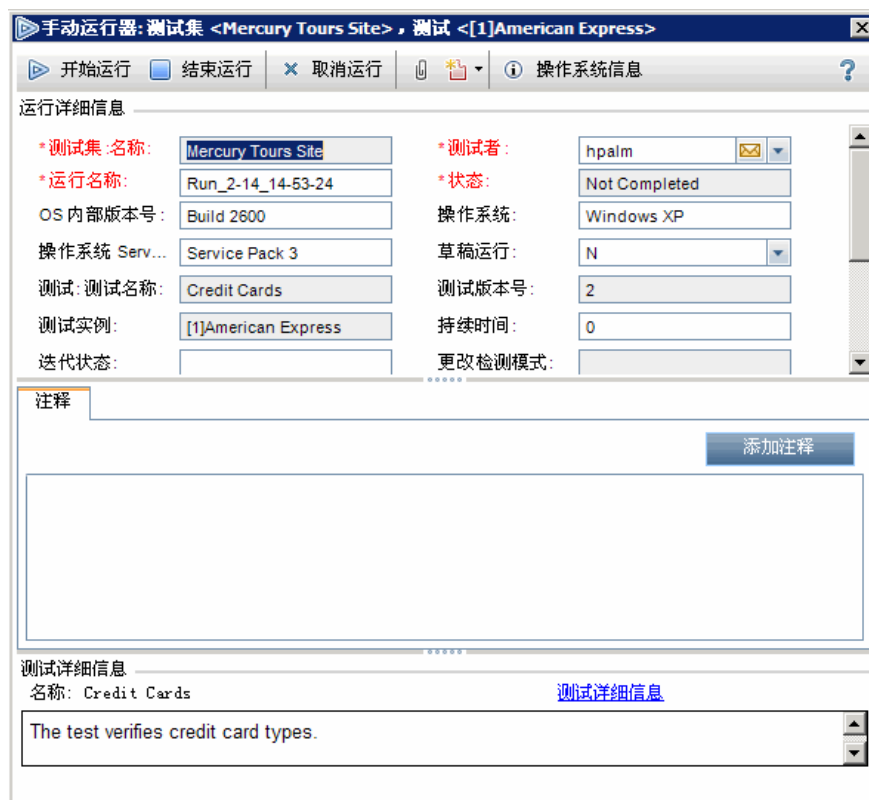 手动运行器: 测试集 <Mercury Tours Site> , 测试 <[1]American Express>
开始运行 结束运行 取消运行 操作系统信息
运行详细信息
*测试集:名称: Mercury Tours Site *测试者: hpalm
*运行名称: Run_2-14_14-53-24 *状态: Not Completed
OS 内部版本号: Build 2600 操作系统: Windows XP
操作系统 Serv... Service Pack 3 草稿运行: N
测试: 测试名称: Credit Cards 测试版本号: 2
测试实例: [1]American Express 持续时间: 0
迭代状态: 更改检测模式:
注释
添加注释
测试详细信息
名称: Credit Cards 测试详细信息
The test verifies credit card types.